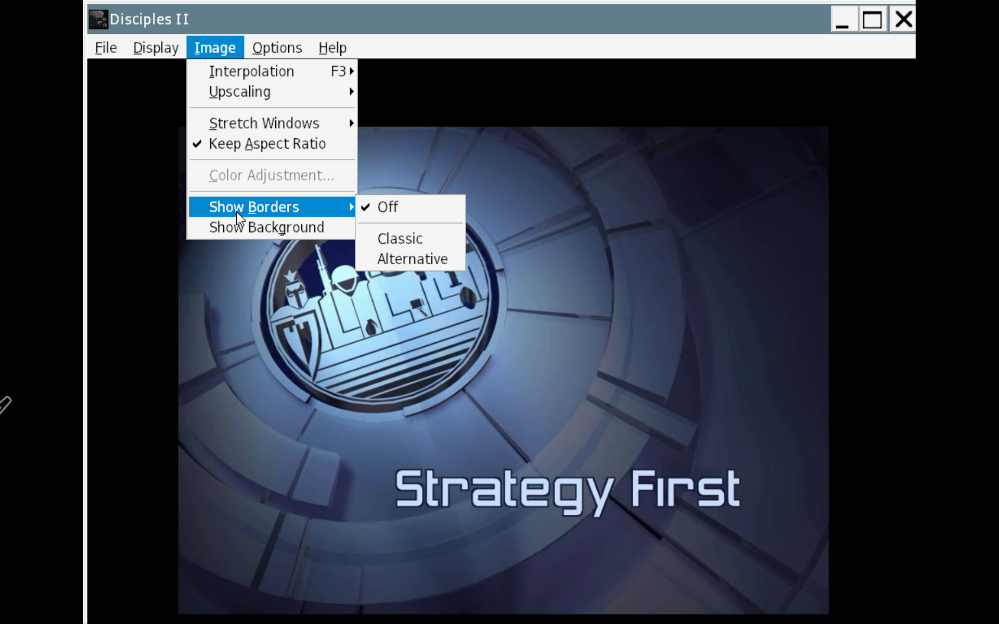 Disciples II
File Display Image Options Help
Interpolation F3
Upscaling
Stretch Windows
Keep Aspect Ratio
Color Adjustment...
Show Borders
Off
Show Background
Classic
Alternative
Strategy First